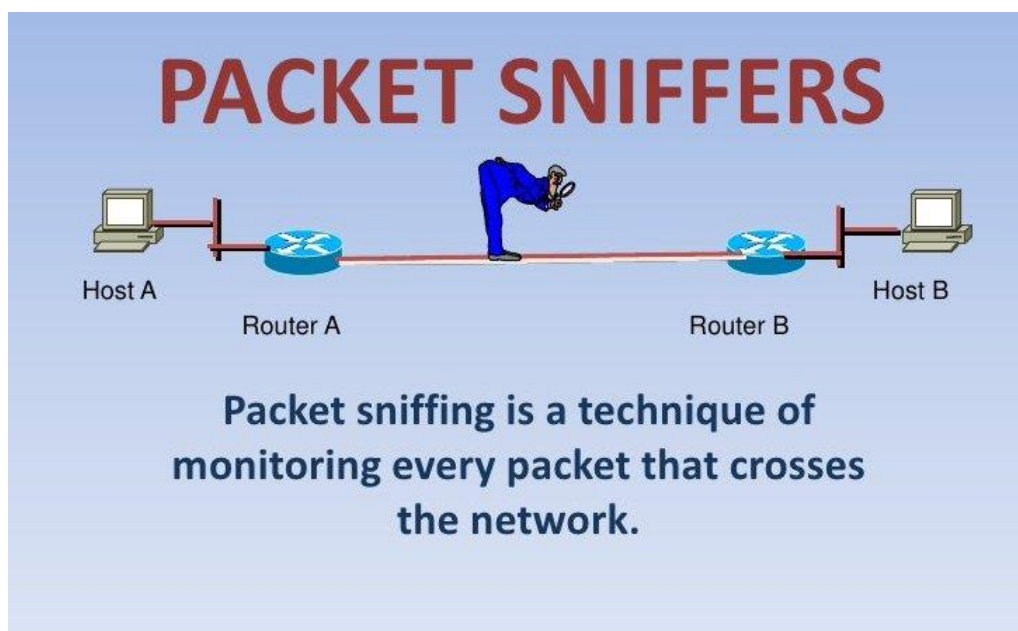 PACKET SNIFFERS
Host A
Host B
Router A
Router B
Packet sniffing is a technique of
monitoring every packet that crosses
the network.